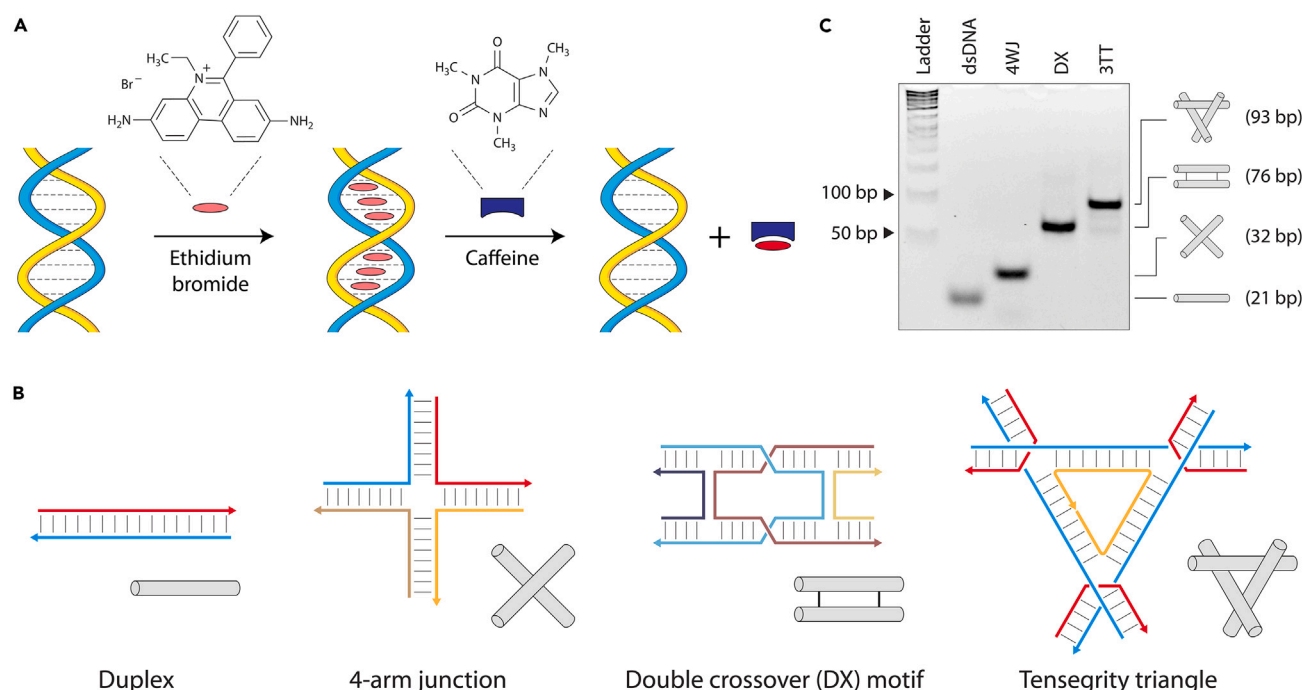 A
H₃C
N
+
Br⁻
H₂N
NH₂
Ethidium
bromide
O
CH₃
H₃C
N
N
O
N
N
CH₃
Caffeine
+
C
Ladder
dsDNA
4WJ
DX
3TT
100 bp
50 bp
(93 bp)
(76 bp)
(32 bp)
(21 bp)
B
Duplex
4-arm junction
Double crossover (DX) motif
Tensegrity triangle